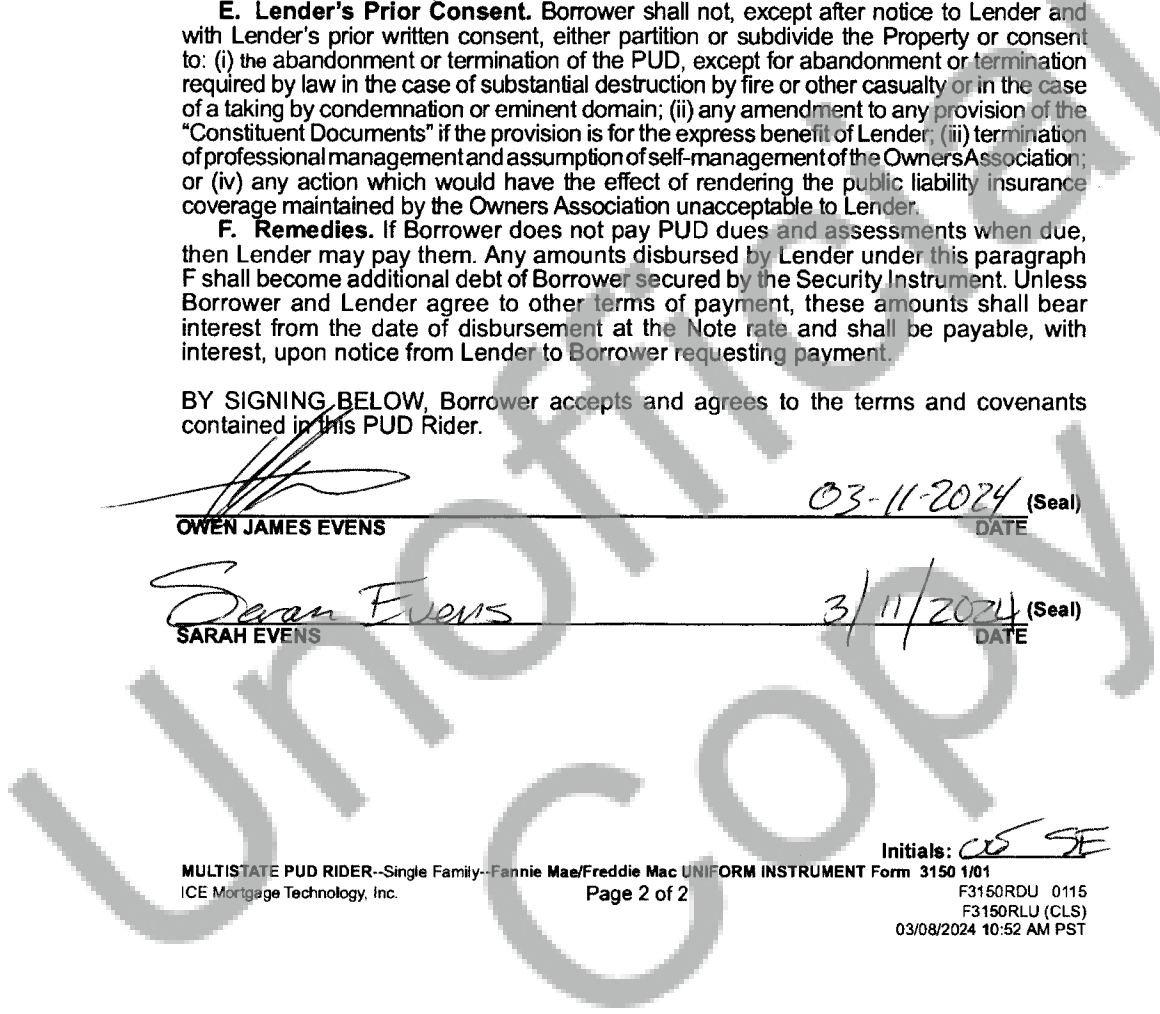 E. Lender's Prior Consent. Borrower shall not, except after notice to Lender and
with Lender's prior written consent, either partition or subdivide the Property or consent
to: (i) the abandonment or termination of the PUD, except for abandonment or termination
required by law in the case of substantial destruction by fire or other casualty or in the case
of a taking by condemnation or eminent domain; (ii) any amendment to any provision of the
"Constituent Documents" if the provision is for the express benefit of Lender; (iii) termination
of professional management and assumption of self-management of the Owners Association;
or (iv) any action which would have the effect of rendering the public liability insurance
coverage maintained by the Owners Association unacceptable to Lender.
F. Remedies. If Borrower does not pay PUD dues and assessments when due,
then Lender may pay them. Any amounts disbursed by Lender under this paragraph
F shall become additional debt of Borrower secured by the Security Instrument. Unless
Borrower and Lender agree to other terms of payment, these amounts shall bear
interest from the date of disbursement at the Note rate and shall be payable, with
interest, upon notice from Lender to Borrower requesting payment.
BY SIGNING BELOW, Borrower accepts and agrees to the terms and covenants
contained in this PUD Rider.
03-11-2024 (Seal)
OWEN JAMES EVENS DATE
Sarah Evens 3/11/2024 (Seal)
SARAH EVENS DATE
Initials: SE
MULTISTATE PUD RIDER--Single Family--Fannie Mae/Freddie Mac UNIFORM INSTRUMENT Form 3150 1/01
ICE Mortgage Technology, Inc. Page 2 of 2 F3150RDU 0115
F3150RLU (CLS)
03/08/2024 10:52 AM PST
Unofficial
Copy